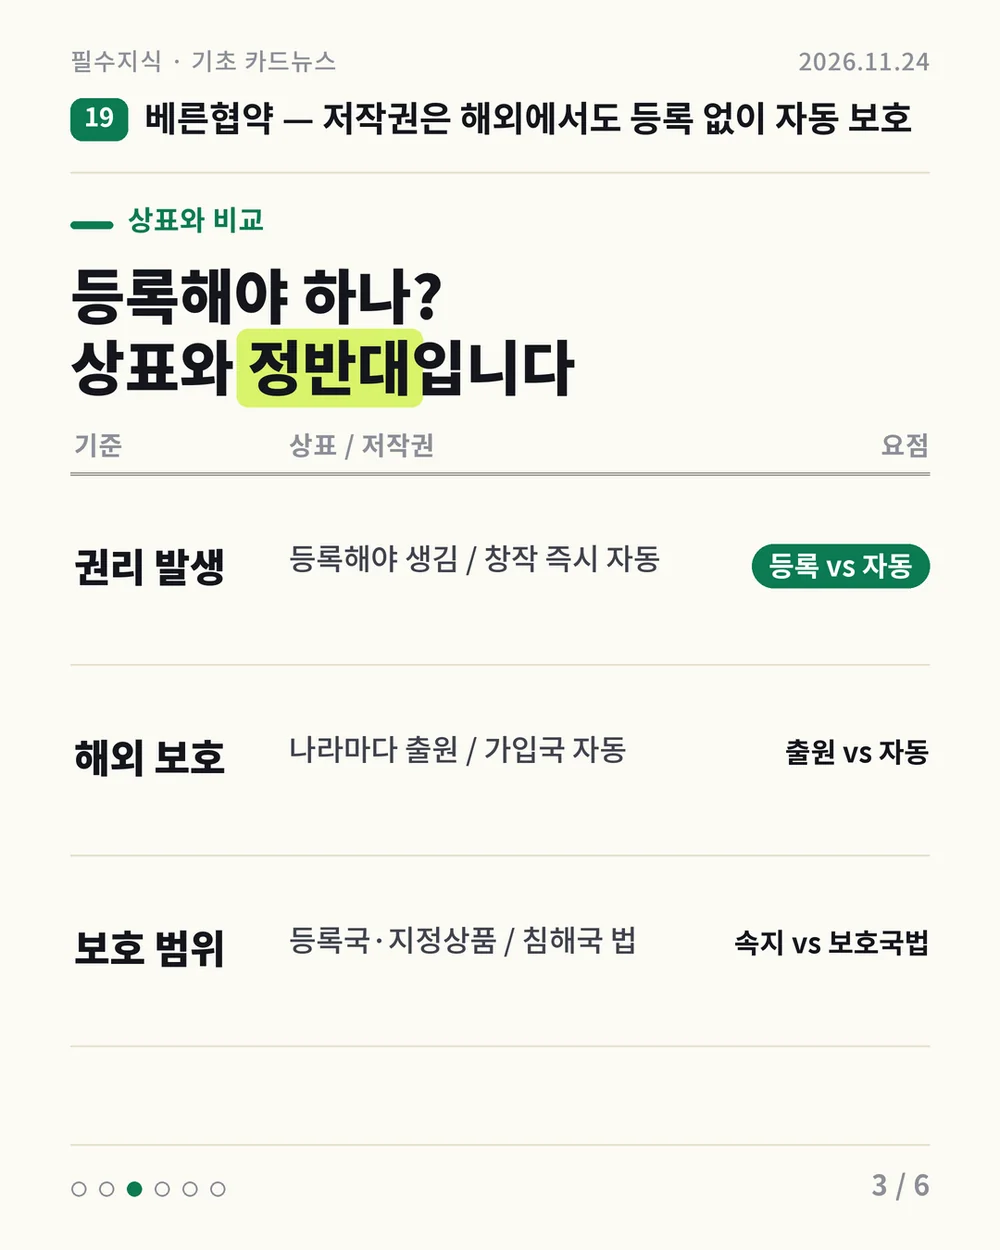 필수지식 · 기초 카드뉴스
2026.11.24
19 베른협약 — 저작권은 해외에서도 등록 없이 자동 보호
상표와 비교
등록해야 하나?
상표와 정반대입니다
기준 상표 / 저작권 요점
권리 발생 등록해야 생김 / 창작 즉시 자동 등록 vs 자동
해외 보호 나라마다 출원 / 가입국 자동 출원 vs 자동
보호 범위 등록국·지정상품 / 침해국 법 속지 vs 보호국법
3 / 6